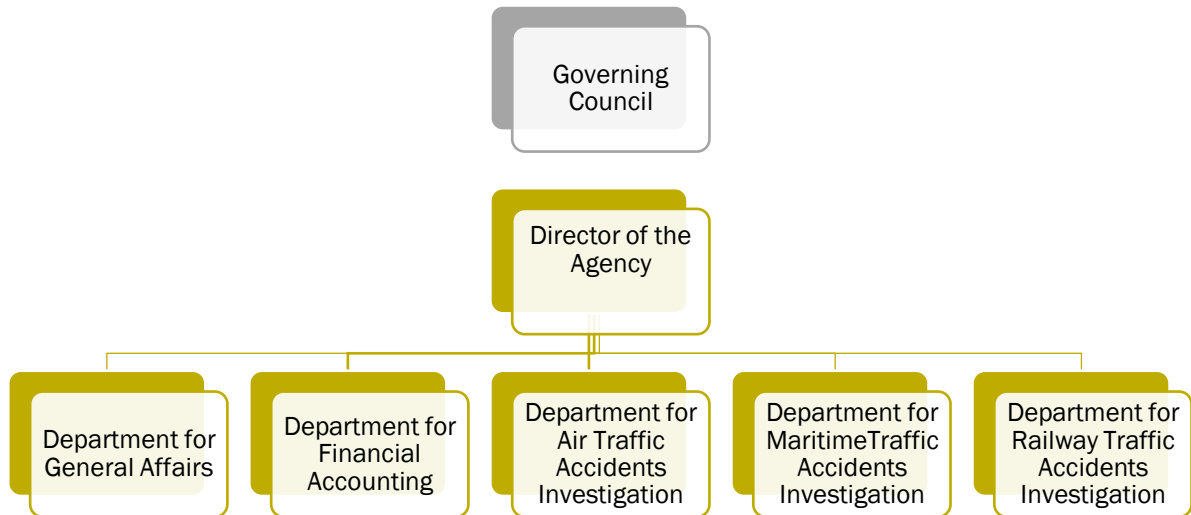 Governing
Council
Director of the
Agency
Department for
General Affairs
Department for
Financial
Accounting
Department for
Air Traffic
Accidents
Investigation
Department for
MaritimeTraffic
Accidents
Investigation
Department for
Railway Traffic
Accidents
Investigation